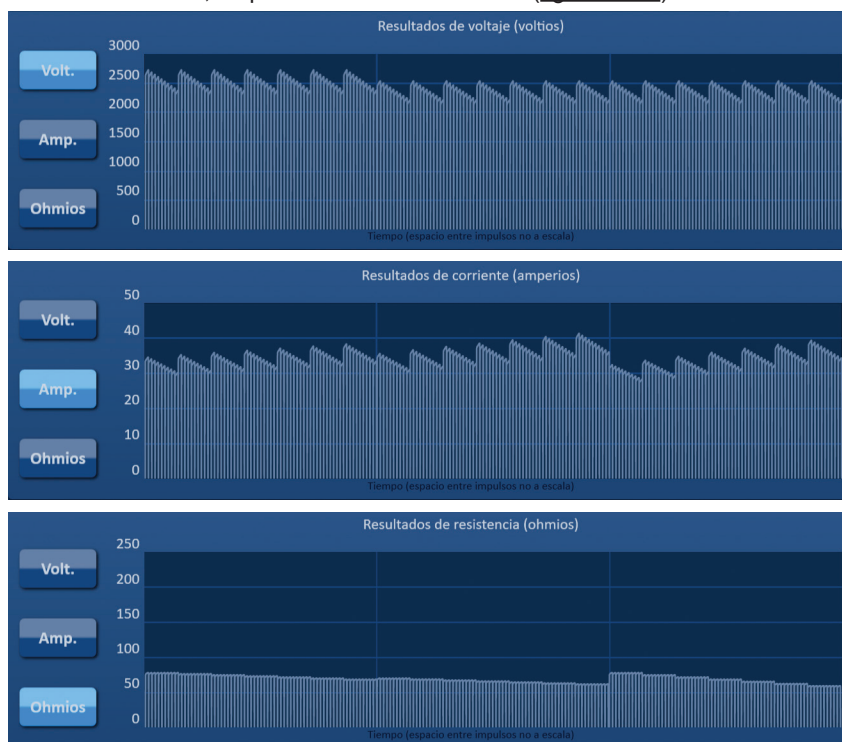 Resultados de voltaje (voltios)
3000
Volt.
2500
2000
Amp.
1500
1000
500
Ohmios
0
Tiempo (espacio entre impulsos no a escala)
Resultados de corriente (amperios)
50
Volt.
40
30
Amp.
20
10
Ohmios
0
Tiempo (espacio entre impulsos no a escala)
Resultados de resistencia (ohmios)
250
Volt.
200
150
Amp.
100
50
Ohmios
0
Tiempo (espacio entre impulsos no a escala)